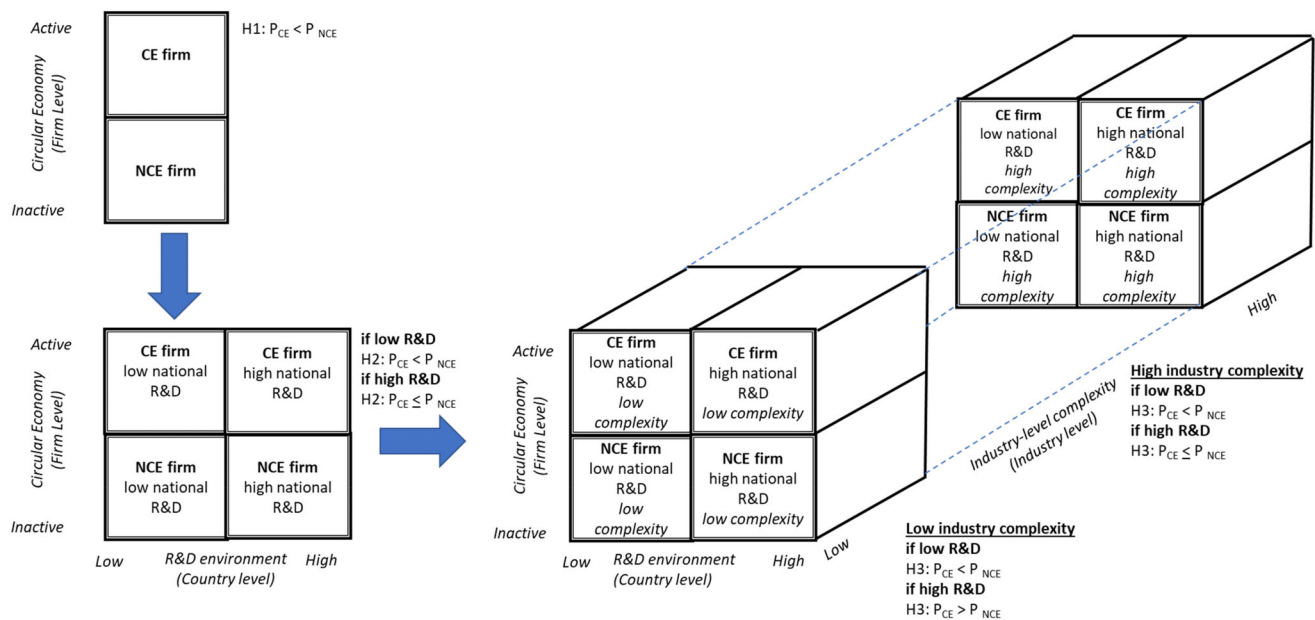 Active
Circular Economy
(Firm Level)
Inactive
CE firm
NCE firm
H1: P CE < P NCE
Active
Circular Economy
(Firm Level)
Inactive
CE firm
low national
R&D
CE firm
high national
R&D
NCE firm
low national
R&D
NCE firm
high national
R&D
Low
R&D environment
(Country level)
High
if low R&D
H2: P CE < P NCE
if high R&D
H2: P CE ≤ P NCE
Active
Circular Economy
(Firm Level)
Inactive
CE firm
low national
R&D
low
complexity
CE firm
high national
R&D
low complexity
NCE firm
low national
R&D
low
complexity
NCE firm
high national
R&D
low complexity
Low
R&D environment
(Country level)
High
Low
Industry-level complexity
(Industry level)
High
CE firm
low national
R&D
high
complexity
CE firm
high national
R&D
high
complexity
NCE firm
low national
R&D
high
complexity
NCE firm
high national
R&D
high
complexity
High industry complexity
if low R&D
H3: P CE < P NCE
if high R&D
H3: P CE ≤ P NCE
Low industry complexity
if low R&D
H3: P CE < P NCE
if high R&D
H3: P CE > P NCE